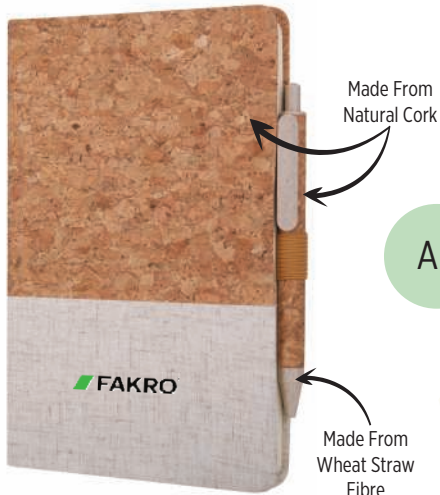 Made From
Natural Cork
A
FAKRO
Made From
Wheat Straw
Fibre